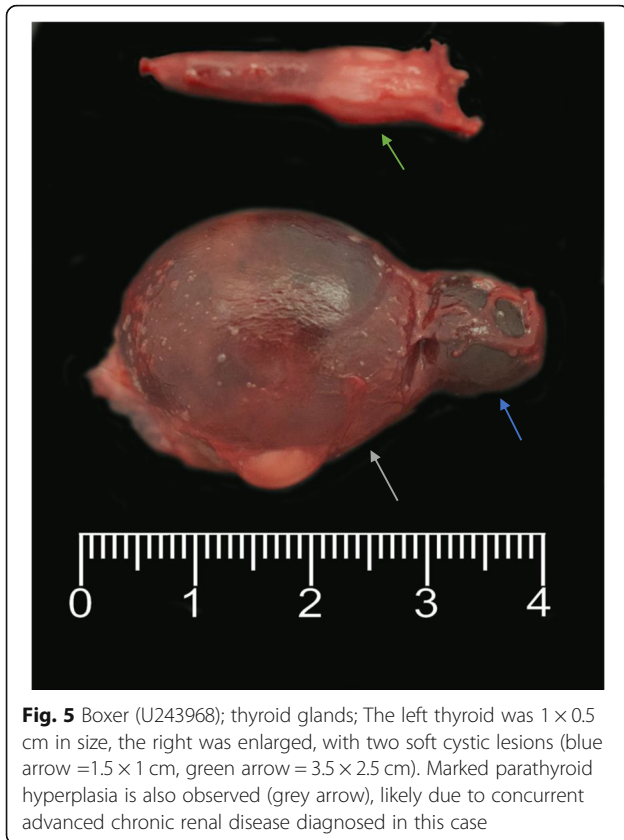 0 1 2 3 4
Fig. 5 Boxer (U243968); thyroid glands; The left thyroid was 1 × 0.5
cm in size, the right was enlarged, with two soft cystic lesions (blue
arrow =1.5 × 1 cm, green arrow = 3.5 × 2.5 cm). Marked parathyroid
hyperplasia is also observed (grey arrow), likely due to concurrent
advanced chronic renal disease diagnosed in this case